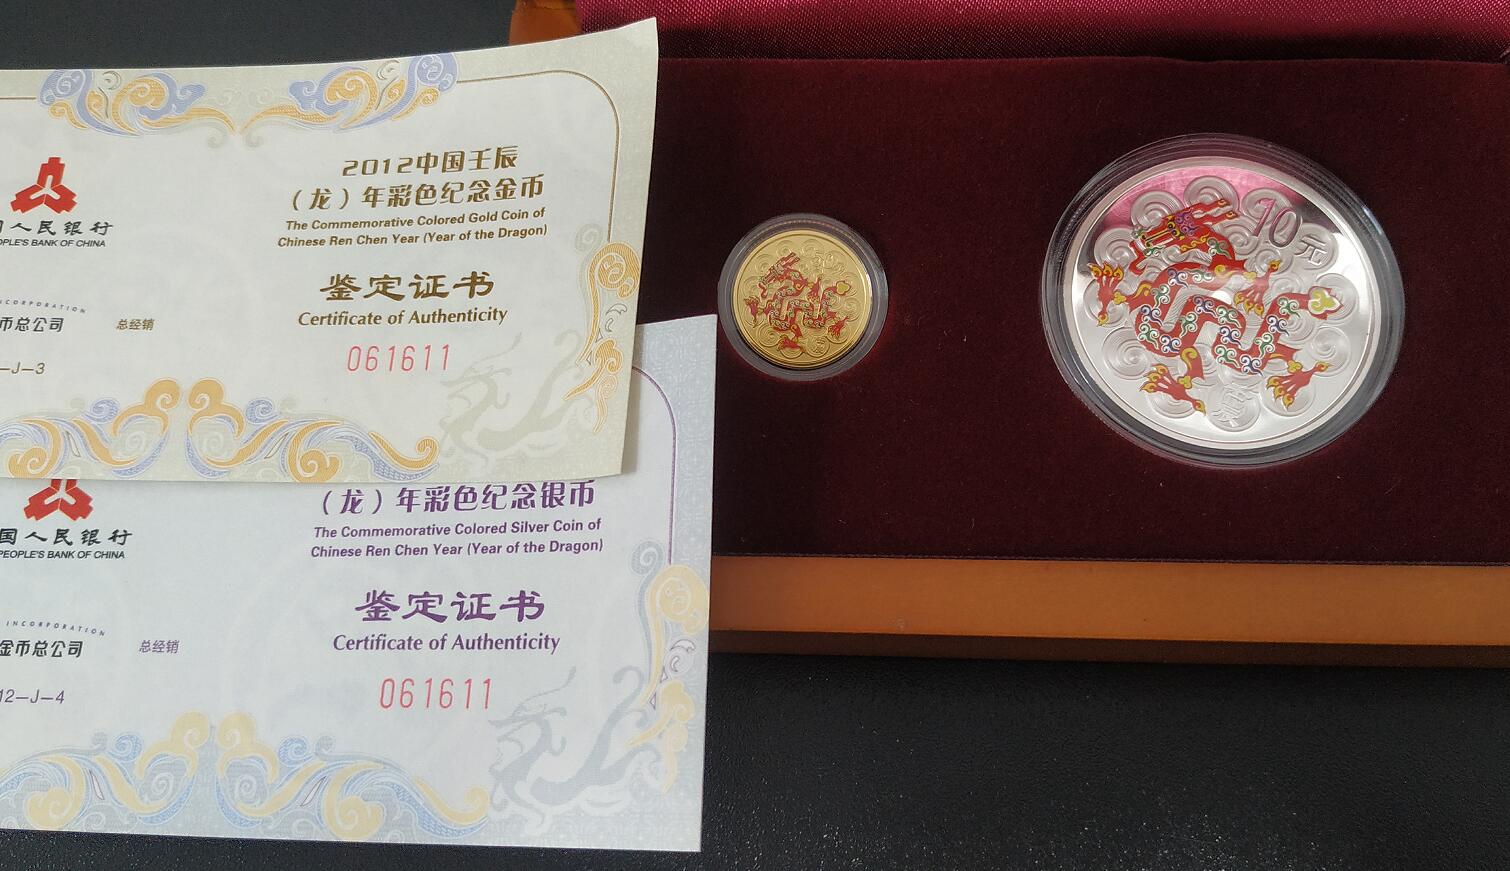 2012中国壬辰
（龙）年彩色纪念金币
The Commemorative Colored Gold Coin of
Chinese Ren Chen Year (Year of the Dragon)
鉴定证书
Certificate of Authenticity
061611
国人民银行
PEOPLE'S BANK OF CHINA
INCORPORATION
币总公司
总经销
-J-3
（龙）年彩色纪念银币
The Commemorative Colored Silver Coin of
Chinese Ren Chen Year (Year of the Dragon)
鉴定证书
Certificate of Authenticity
061611
国人民银行
PEOPLE'S BANK OF CHINA
INCORPORATION
金币总公司
总经销
12-J-4
10元